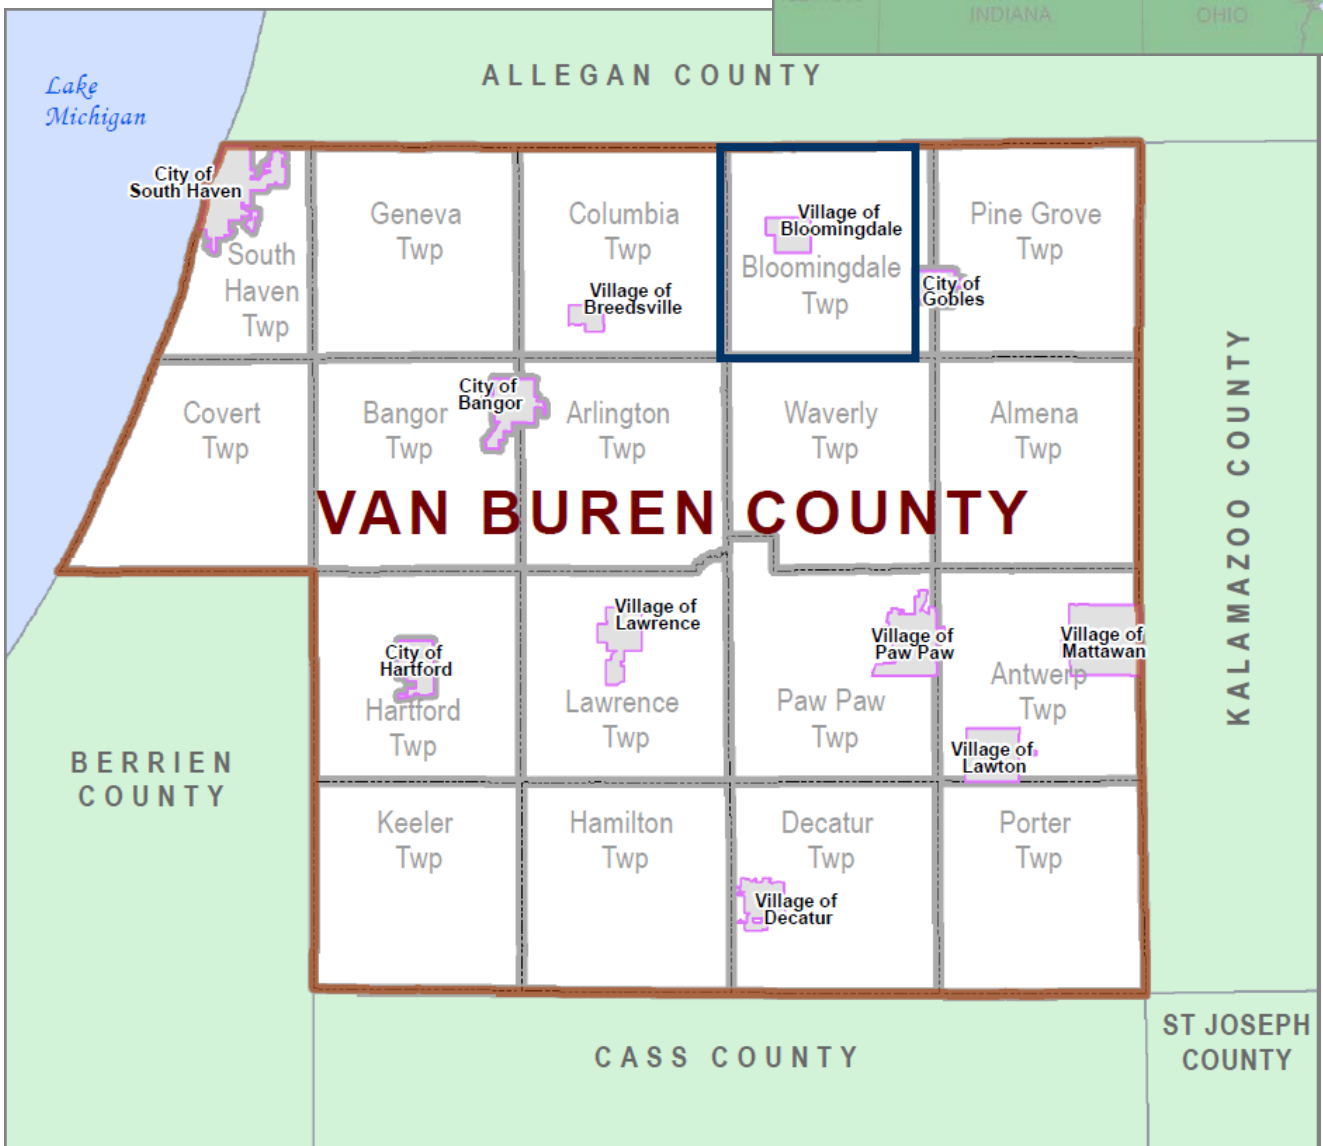 INDIANA
OHIO
ALLEGAN COUNTY
Lake
Michigan
City of
South Haven
South
Haven
Twp
Geneva
Twp
Columbia
Twp
Village of
Breedsville
Village of
Bloomingdale
Bloomingdale
Twp
Pine Grove
Twp
City of
Gobles
Covert
Twp
Bangor
Twp
City of
Bangor
Arlington
Twp
Waverly
Twp
Almena
Twp
VAN BUREN COUNTY
KALAMAZOO COUNTY
City of
Hartford
Hartford
Twp
Village of
Lawrence
Lawrence
Twp
Village of
Paw Paw
Paw Paw
Twp
Village of
Mattawan
Antwerp
Twp
Village of
Lawton
BERRIEN
COUNTY
Keeler
Twp
Hamilton
Twp
Decatur
Twp
Village of
Decatur
Porter
Twp
CASS COUNTY
ST JOSEPH
COUNTY